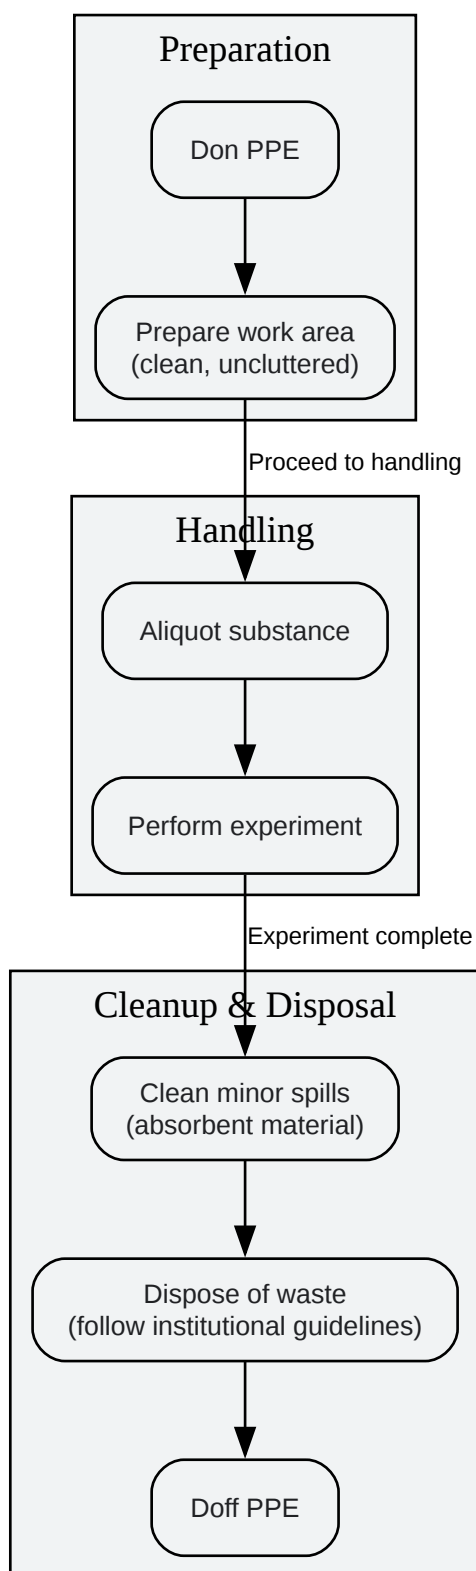 Preparation
Don PPE
Prepare work area
(clean, uncluttered)
Proceed to handling
Handling
Aliquot substance
Perform experiment
Experiment complete
Cleanup & Disposal
Clean minor spills
(absorbent material)
Dispose of waste
(follow institutional guidelines)
Doff PPE